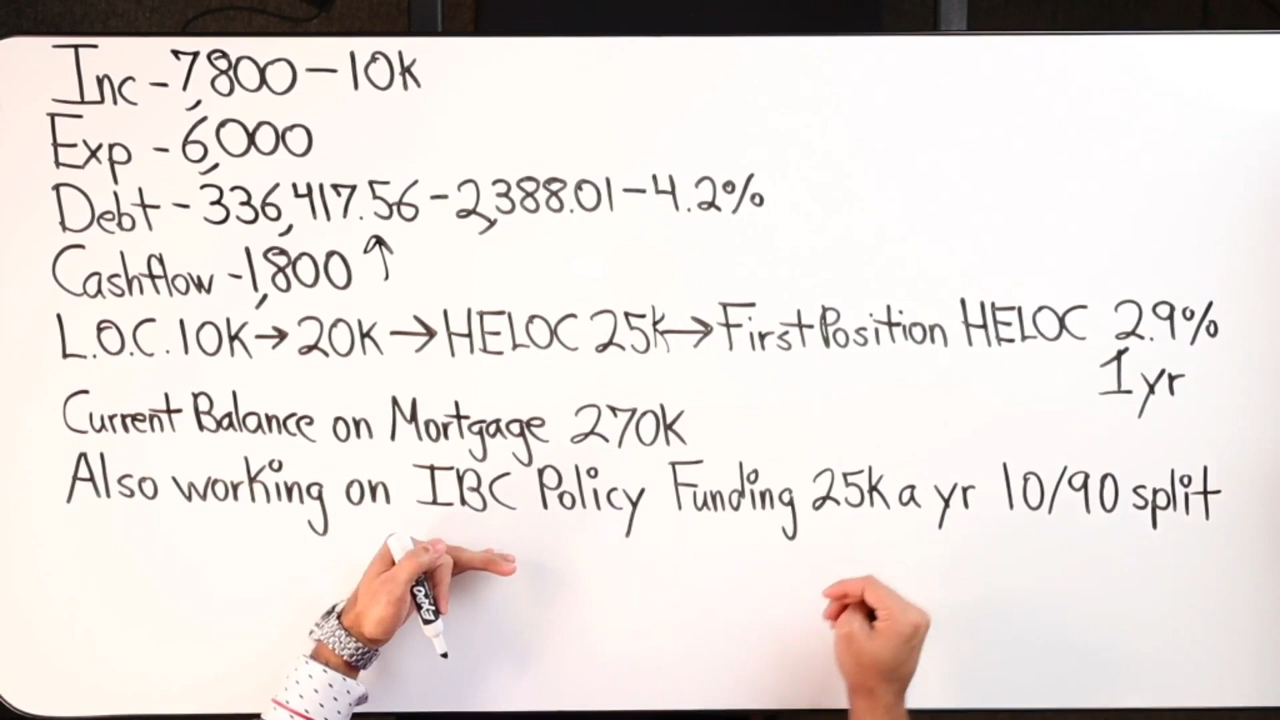 Inc - 7,800 - 10K
Exp - 6,000
Debt - 336,417.56 - 2,388.01 - 4.2%
Cashflow - 1,800 ↑
L.O.C. 10K → 20K → HELOC 25K → First Position HELOC 2.9%
1yr
Current Balance on Mortgage 270K
Also working on IBC Policy Funding 25K a yr 10/90 split
EXPO